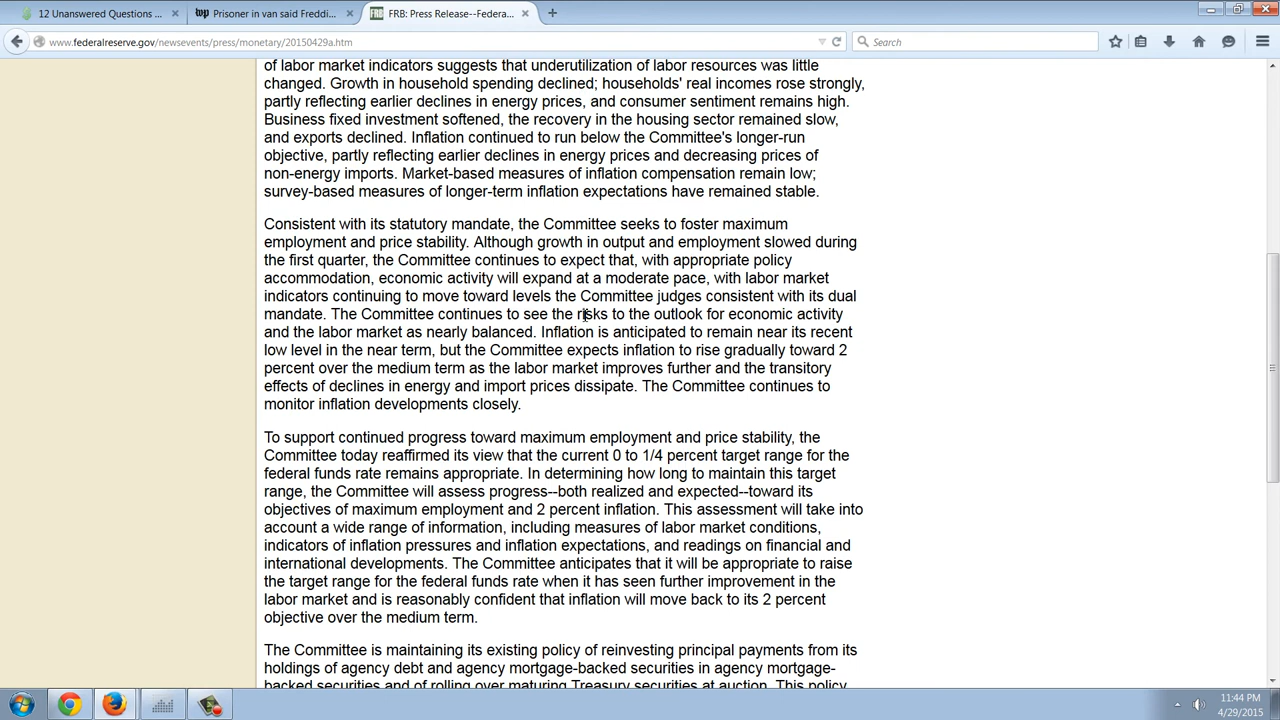 12 Unanswered Questions ...
Prisoner in van said Freddi...
FRB: Press Release--Federa...
www.federalreserve.gov/newsevents/press/monetary/20150429a.htm
Search
of labor market indicators suggests that underutilization of labor resources was little
changed. Growth in household spending declined; households' real incomes rose strongly,
partly reflecting earlier declines in energy prices, and consumer sentiment remains high.
Business fixed investment softened, the recovery in the housing sector remained slow,
and exports declined. Inflation continued to run below the Committee's longer-run
objective, partly reflecting earlier declines in energy prices and decreasing prices of
non-energy imports. Market-based measures of inflation compensation remain low;
survey-based measures of longer-term inflation expectations have remained stable.
Consistent with its statutory mandate, the Committee seeks to foster maximum
employment and price stability. Although growth in output and employment slowed during
the first quarter, the Committee continues to expect that, with appropriate policy
accommodation, economic activity will expand at a moderate pace, with labor market
indicators continuing to move toward levels the Committee judges consistent with its dual
mandate. The Committee continues to see the risks to the outlook for economic activity
and the labor market as nearly balanced. Inflation is anticipated to remain near its recent
low level in the near term, but the Committee expects inflation to rise gradually toward 2
percent over the medium term as the labor market improves further and the transitory
effects of declines in energy and import prices dissipate. The Committee continues to
monitor inflation developments closely.
To support continued progress toward maximum employment and price stability, the
Committee today reaffirmed its view that the current 0 to 1/4 percent target range for the
federal funds rate remains appropriate. In determining how long to maintain this target
range, the Committee will assess progress--both realized and expected--toward its
objectives of maximum employment and 2 percent inflation. This assessment will take into
account a wide range of information, including measures of labor market conditions,
indicators of inflation pressures and inflation expectations, and readings on financial and
international developments. The Committee anticipates that it will be appropriate to raise
the target range for the federal funds rate when it has seen further improvement in the
labor market and is reasonably confident that inflation will move back to its 2 percent
objective over the medium term.
The Committee is maintaining its existing policy of reinvesting principal payments from its
holdings of agency debt and agency mortgage-backed securities in agency mortgage-
backed securities and of rolling over maturing Treasury securities at auction. This policy
11:44 PM
4/29/2015